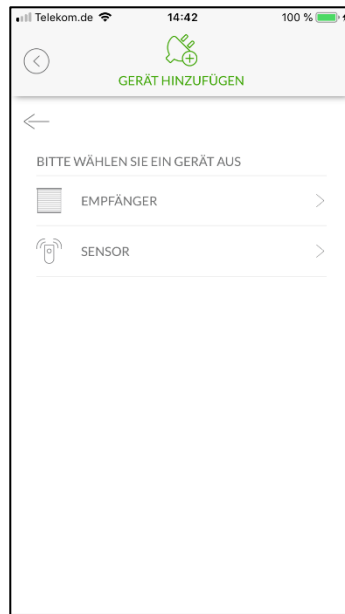 Telekom.de 14:42 100 %
GERÄT HINZUFÜGEN
BITTE WÄHLEN SIE EIN GERÄT AUS
EMPFÄNGER
SENSOR